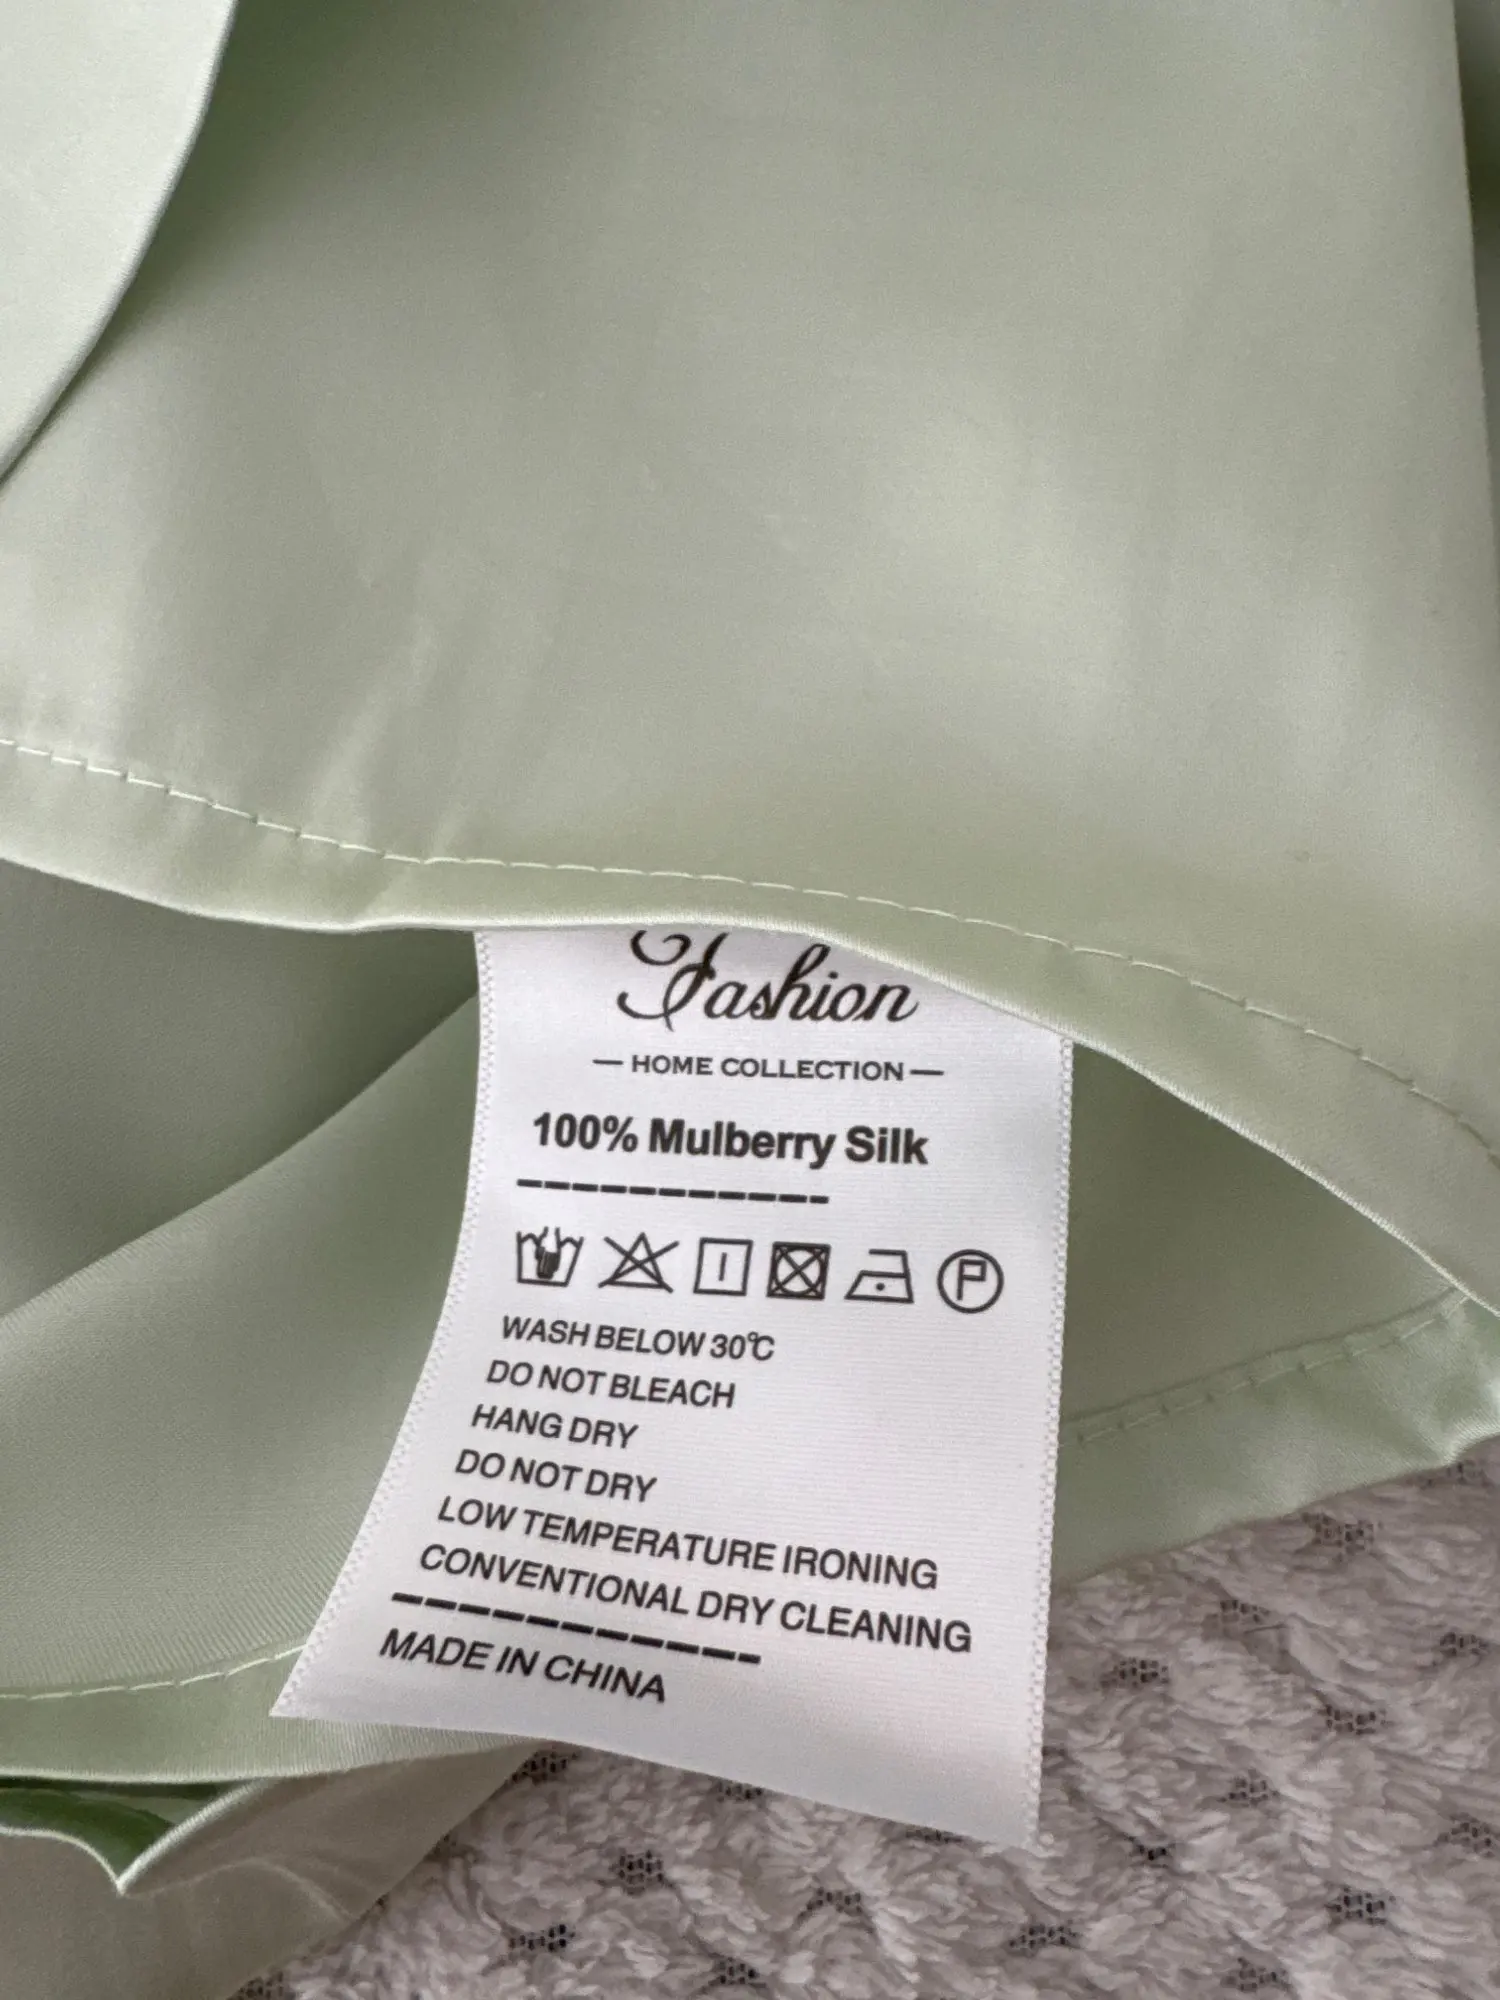 Fashion
— HOME COLLECTION —
100% Mulberry Silk
-----------
P
WASH BELOW 30℃
DO NOT BLEACH
HANG DRY
DO NOT DRY
LOW TEMPERATURE IRONING
CONVENTIONAL DRY CLEANING
-----------
MADE IN CHINA